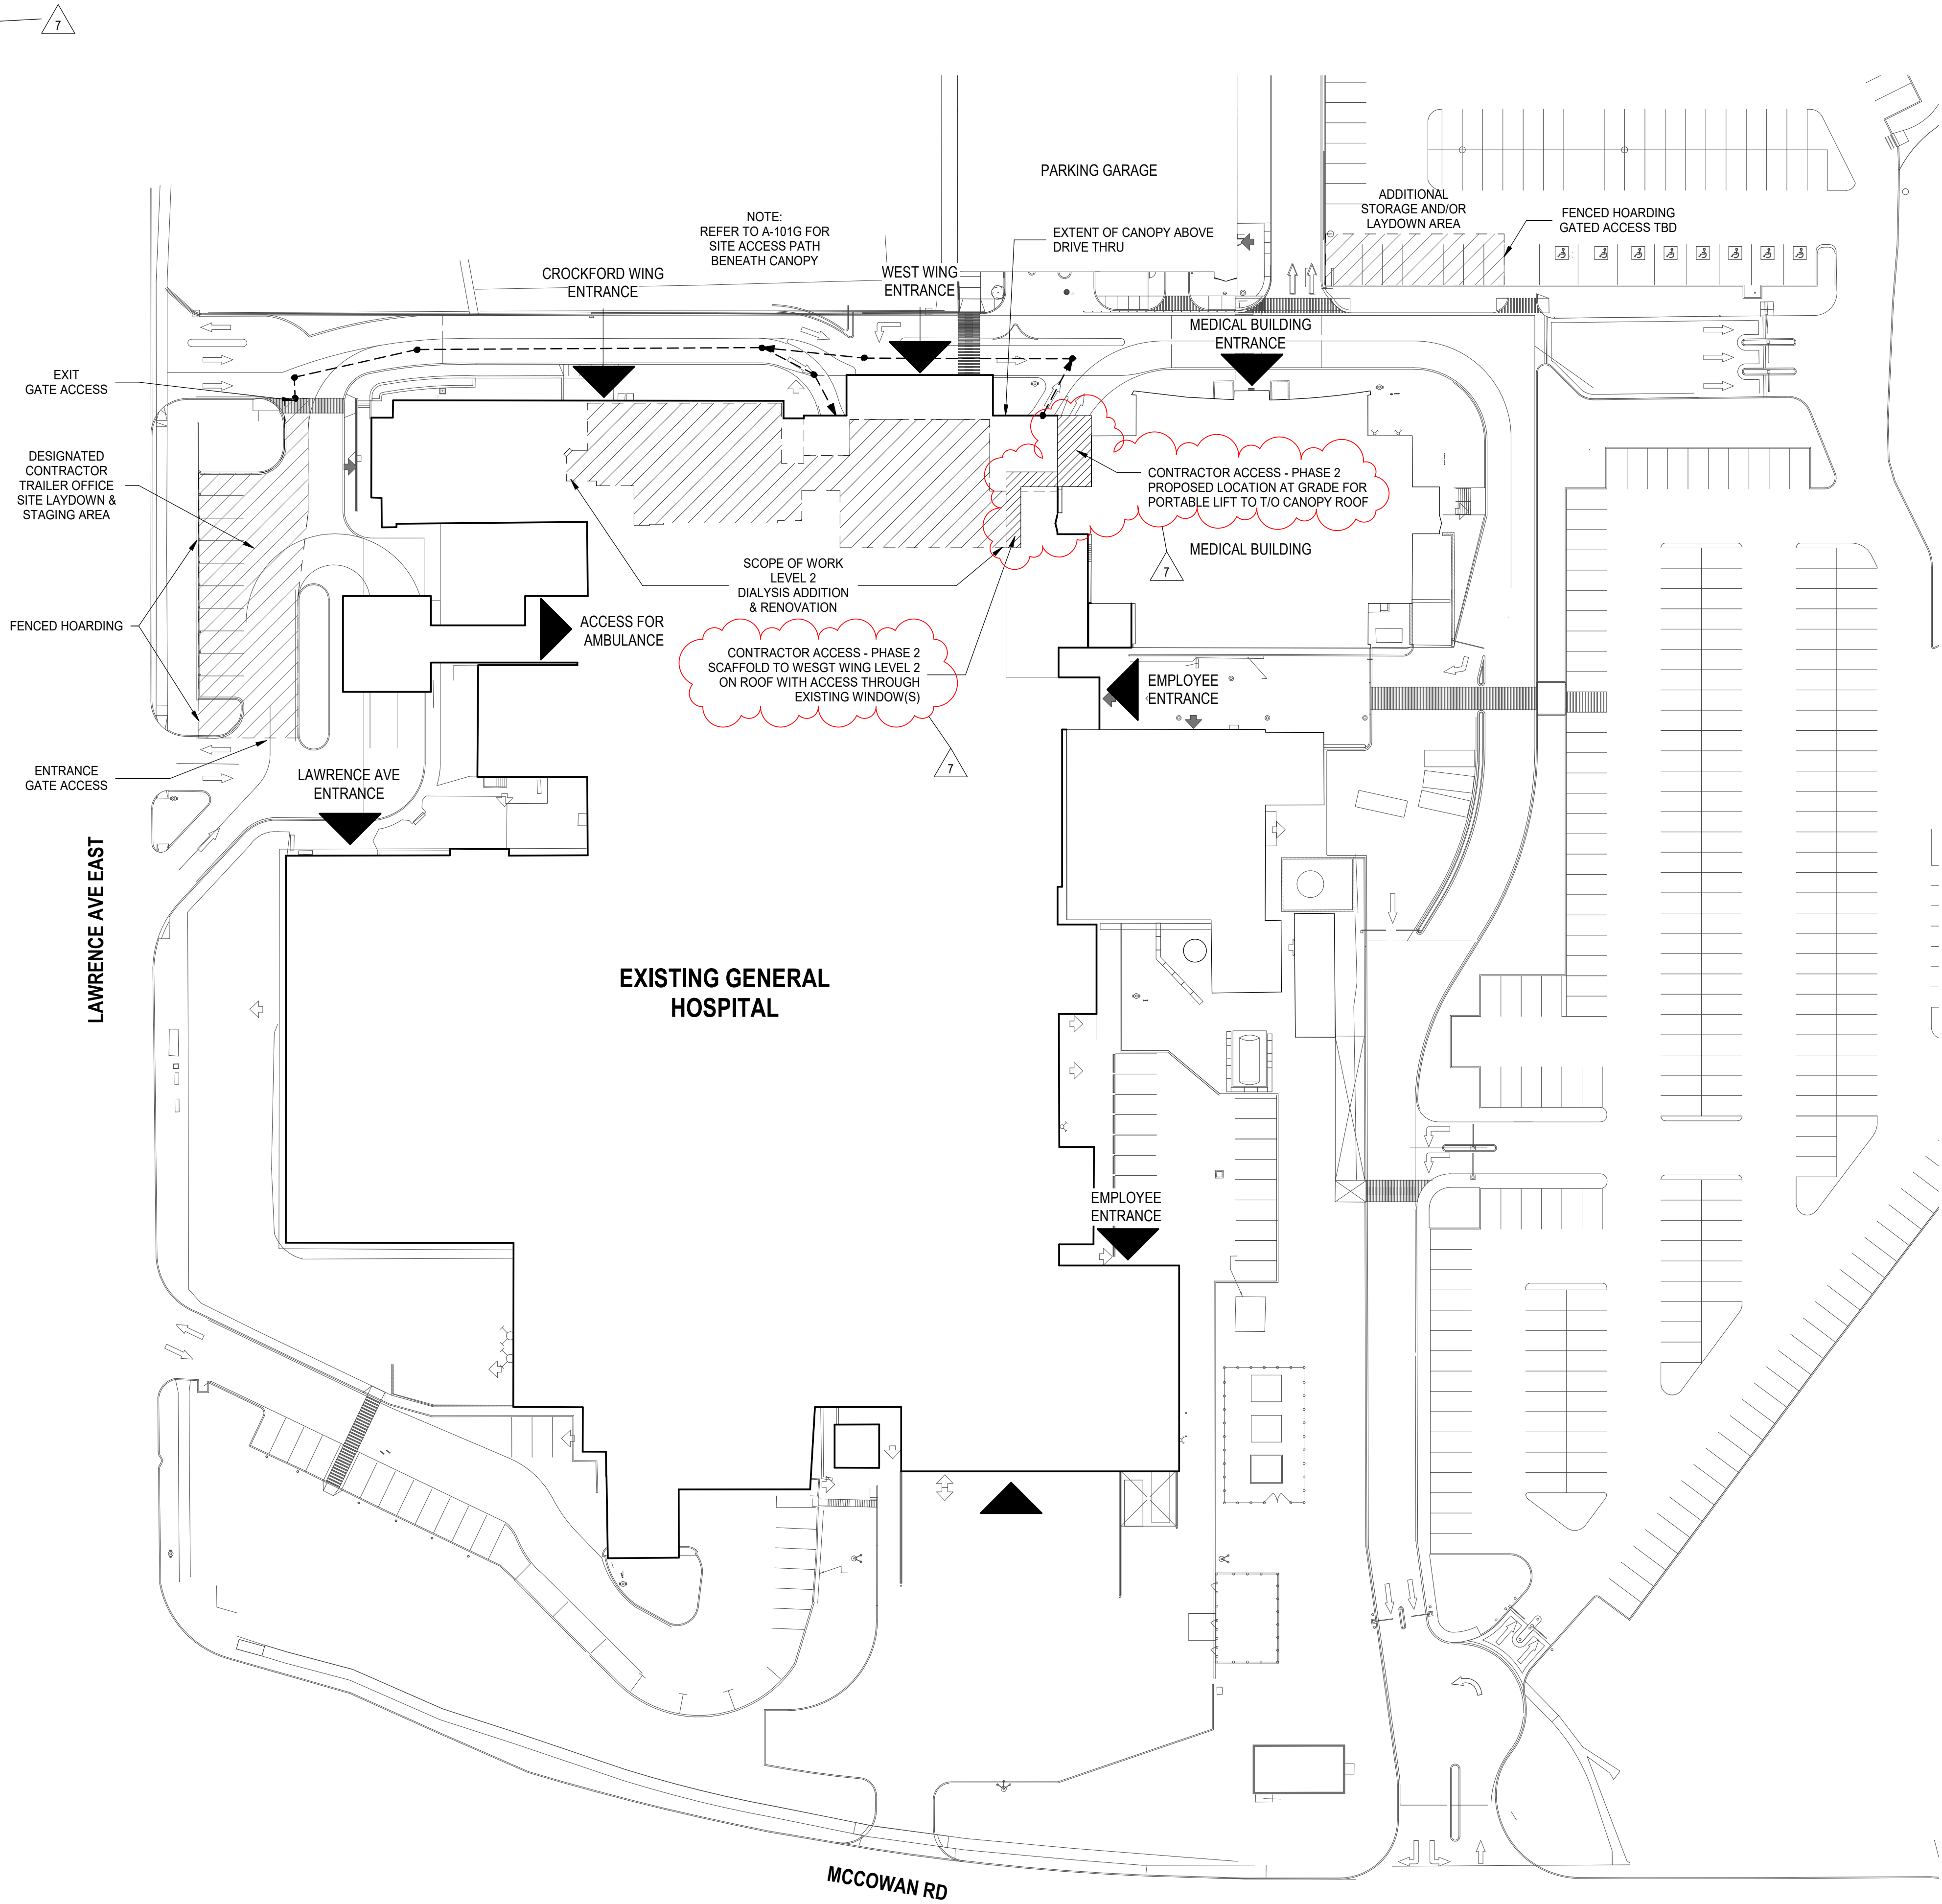 7
PARKING GARAGE
NOTE:
REFER TO A-101G FOR
SITE ACCESS PATH
BENEATH CANOPY
EXTENT OF CANOPY ABOVE
DRIVE THRU
ADDITIONAL
STORAGE AND/OR
LAYDOWN AREA
FENCED HOARDING
GATED ACCESS TBD
CROCKFORD WING
ENTRANCE
WEST WING
ENTRANCE
MEDICAL BUILDING
ENTRANCE
EXIT
GATE ACCESS
DESIGNATED
CONTRACTOR
TRAILER OFFICE
SITE LAYDOWN &
STAGING AREA
CONTRACTOR ACCESS - PHASE 2
PROPOSED LOCATION AT GRADE FOR
PORTABLE LIFT TO T/O CANOPY ROOF
MEDICAL BUILDING
7
SCOPE OF WORK
LEVEL 2
DIALYSIS ADDITION
& RENOVATION
FENCED HOARDING
ACCESS FOR
AMBULANCE
CONTRACTOR ACCESS - PHASE 2
SCAFFOLD TO WESGT WING LEVEL 2
ON ROOF WITH ACCESS THROUGH
EXISTING WINDOW(S)
7
EMPLOYEE
ENTRANCE
ENTRANCE
GATE ACCESS
LAWRENCE AVE
ENTRANCE
LAWRENCE AVE EAST
EXISTING GENERAL
HOSPITAL
EMPLOYEE
ENTRANCE
MCCOWAN RD